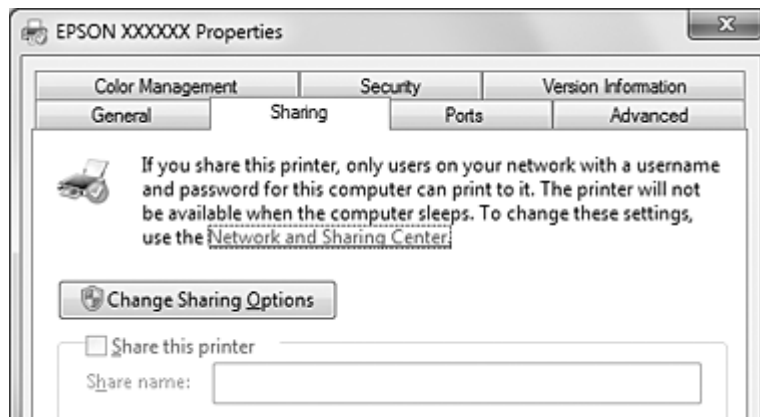 EPSON XXXXXX Properties
Color Management Security Version Information
General Sharing Ports Advanced
If you share this printer, only users on your network with a username
and password for this computer can print to it. The printer will not
be available when the computer sleeps. To change these settings,
use the Network and Sharing Center.
Change Sharing Options
Share this printer
Share name: